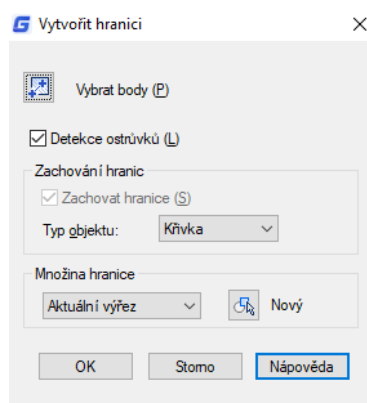 Vytvořit hranici
Vybrat body (P)
Detekce ostrůvků (L)
Zachování hranic
Zachovat hranice (S)
Typ objektu: Křivka
Množina hranice
Aktuální výřez Nový
OK Storno Nápověda